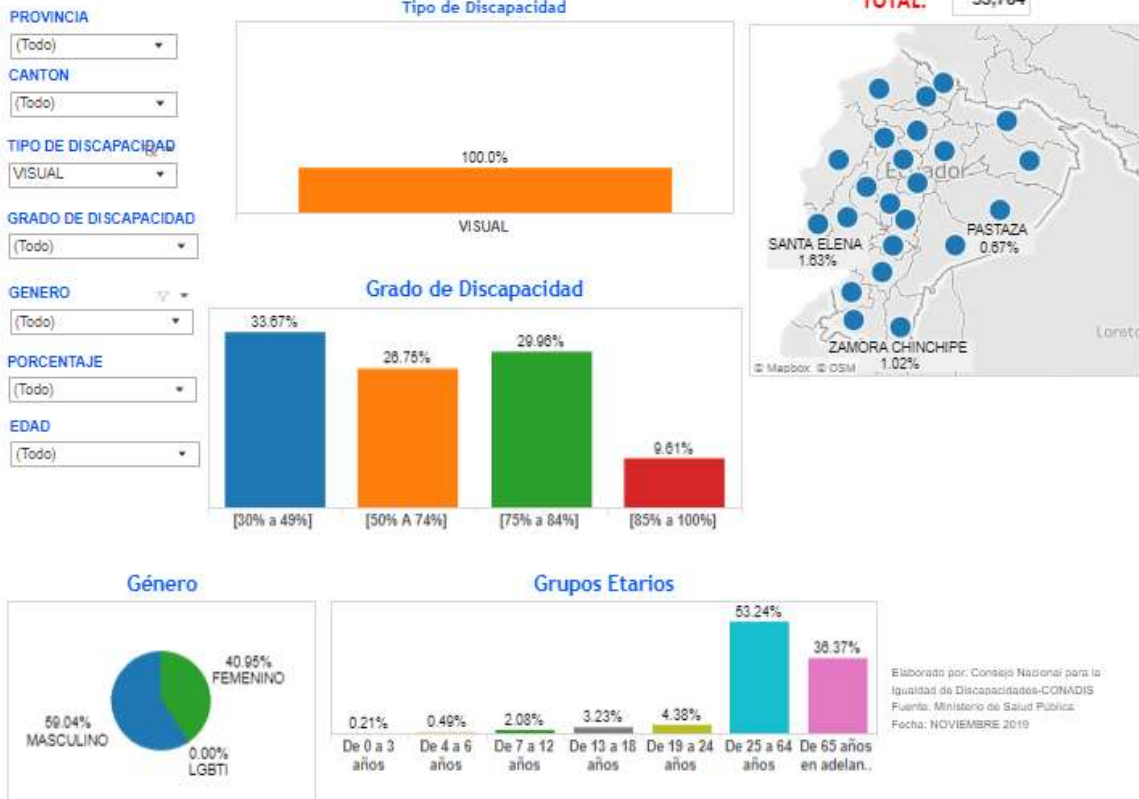 PROVINCIA
(Todo)
CANTON
(Todo)
TIPO DE DISCAPACIDAD
VISUAL
GRADO DE DISCAPACIDAD
(Todo)
GENERO
(Todo)
PORCENTAJE
(Todo)
EDAD
(Todo)
Tipo de Discapacidad
100.0%
VISUAL
TOTAL:
Ecuador
SANTA ELENA
1.63%
PASTAZA
0.67%
ZAMORA CHINCHIPE
1.02%
Loreto
© Mapbox © OSM
Grado de Discapacidad
33.67%
26.75%
29.96%
9.61%
[30% a 49%]
[50% A 74%]
[75% a 84%]
[85% a 100%]
Género
40.95%
FEMENINO
59.04%
MASCULINO
0.00%
LGBTI
Grupos Etarios
0.21%
0.49%
2.08%
3.23%
4.38%
53.24%
36.37%
De 0 a 3
años
De 4 a 6
años
De 7 a 12
años
De 13 a 18
años
De 19 a 24
años
De 25 a 64
años
De 65 años
en adelan..
Elaborado por: Consejo Nacional para la
Igualdad de Discapacidades-CONADIS
Fuente: Ministerio de Salud Pública
Fecha: NOVIEMBRE 2019